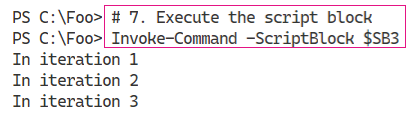 PS C:\Foo> # 7. Execute the script block
PS C:\Foo> Invoke-Command -ScriptBlock $SB3
In iteration 1
In iteration 2
In iteration 3